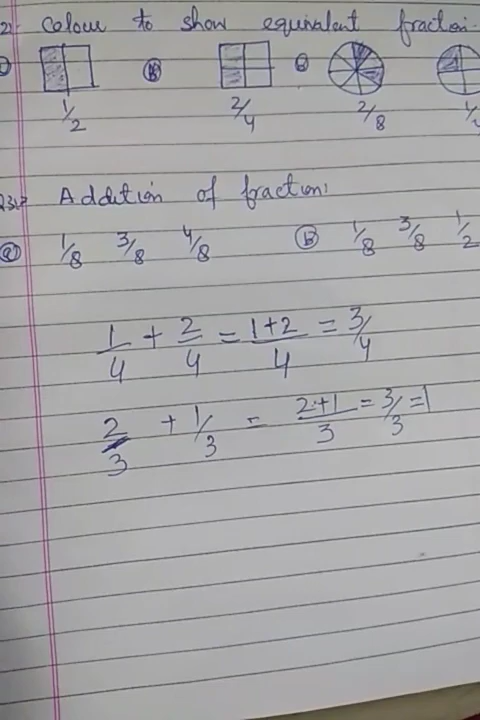 2) Colour to show equivalent fraction.
1/2 2/4 2/8
Addition of fraction:
(a) 1/8 3/8 4/8 (B) 1/8 3/8 1/2
1/4 + 2/4 = 1+2/4 = 3/4
2/3 + 1/3 = 2+1/3 = 3/3 = 1